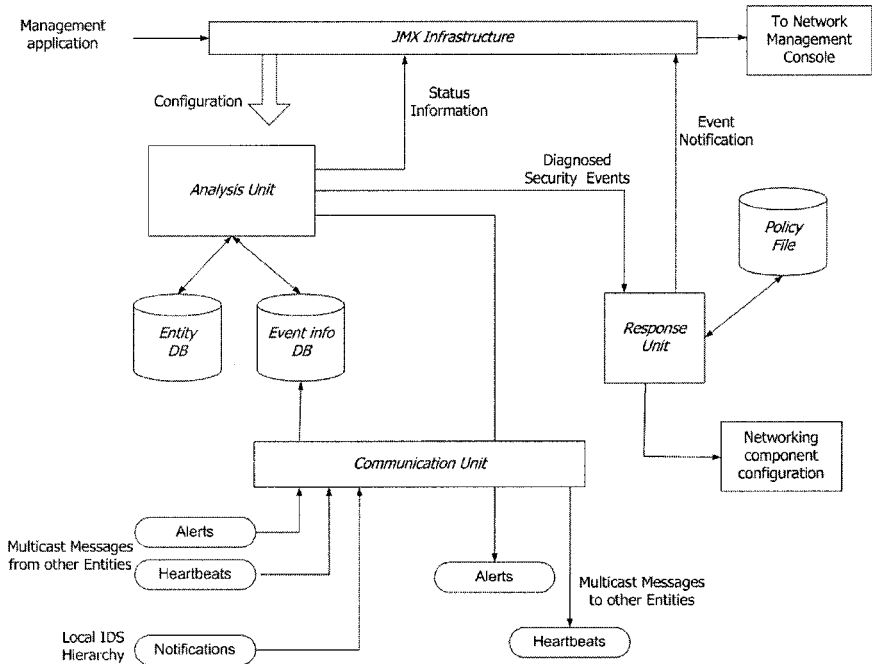 Management
application
JMX Infrastructure
To Network
Management
Console
Configuration
Status
Information
Event
Notification
Analysis Unit
Diagnosed
Security Events
Policy
File
Entity
DB
Event info
DB
Response
Unit
Communication Unit
Networking
component
configuration
Alerts
Multicast Messages
from other Entities
Heartbeats
Alerts
Multicast Messages
to other Entities
Local IDS
Hierarchy
Notifications
Heartbeats